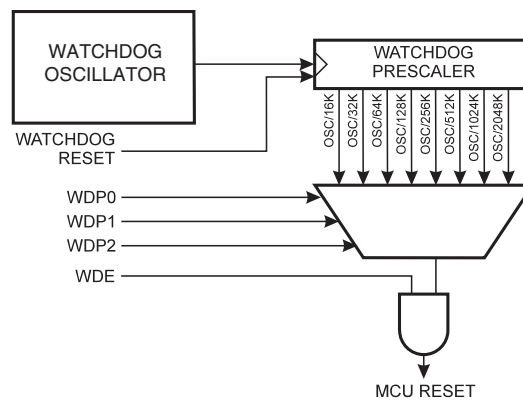 WATCHDOG
OSCILLATOR
WATCHDOG
PRESCALER
WATCHDOG
RESET
OSC/16K
OSC/32K
OSC/64K
OSC/128K
OSC/256K
OSC/512K
OSC/1024K
OSC/2048K
WDP0
WDP1
WDP2
WDE
MCU RESET